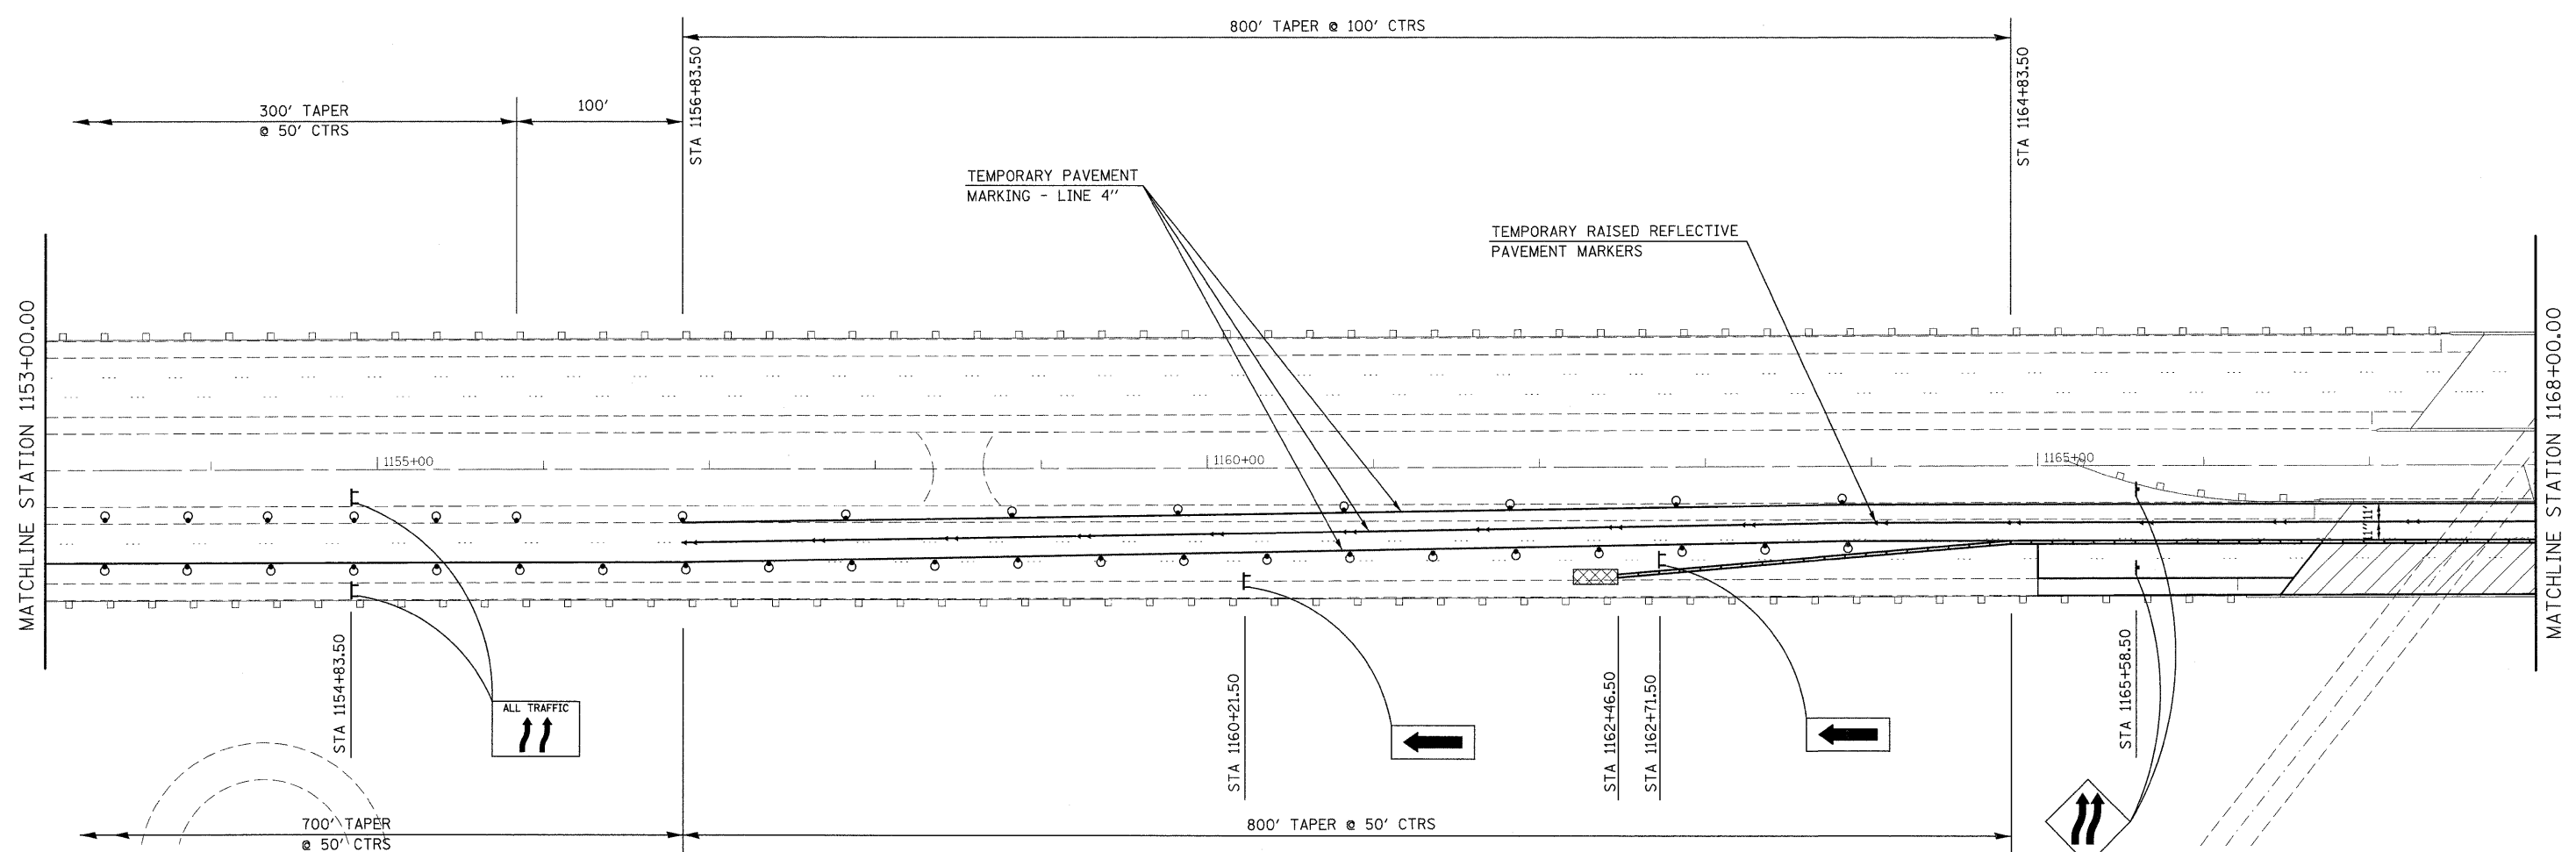 800' TAPER @ 100' CTRS
STA 1156+83.50
STA 1164+83.50
300' TAPER
@ 50' CTRS
100'
TEMPORARY PAVEMENT
MARKING - LINE 4"
TEMPORARY RAISED REFLECTIVE
PAVEMENT MARKERS
MATCHLINE STATION 1153+00.00
MATCHLINE STATION 1168+00.00
1155+00
1160+00
1165+00
11'
11'
STA 1154+83.50
ALL TRAFFIC
STA 1160+21.50
STA 1162+46.50
STA 1162+71.50
STA 1165+58.50
700' TAPER
@ 50' CTRS
800' TAPER @ 50' CTRS